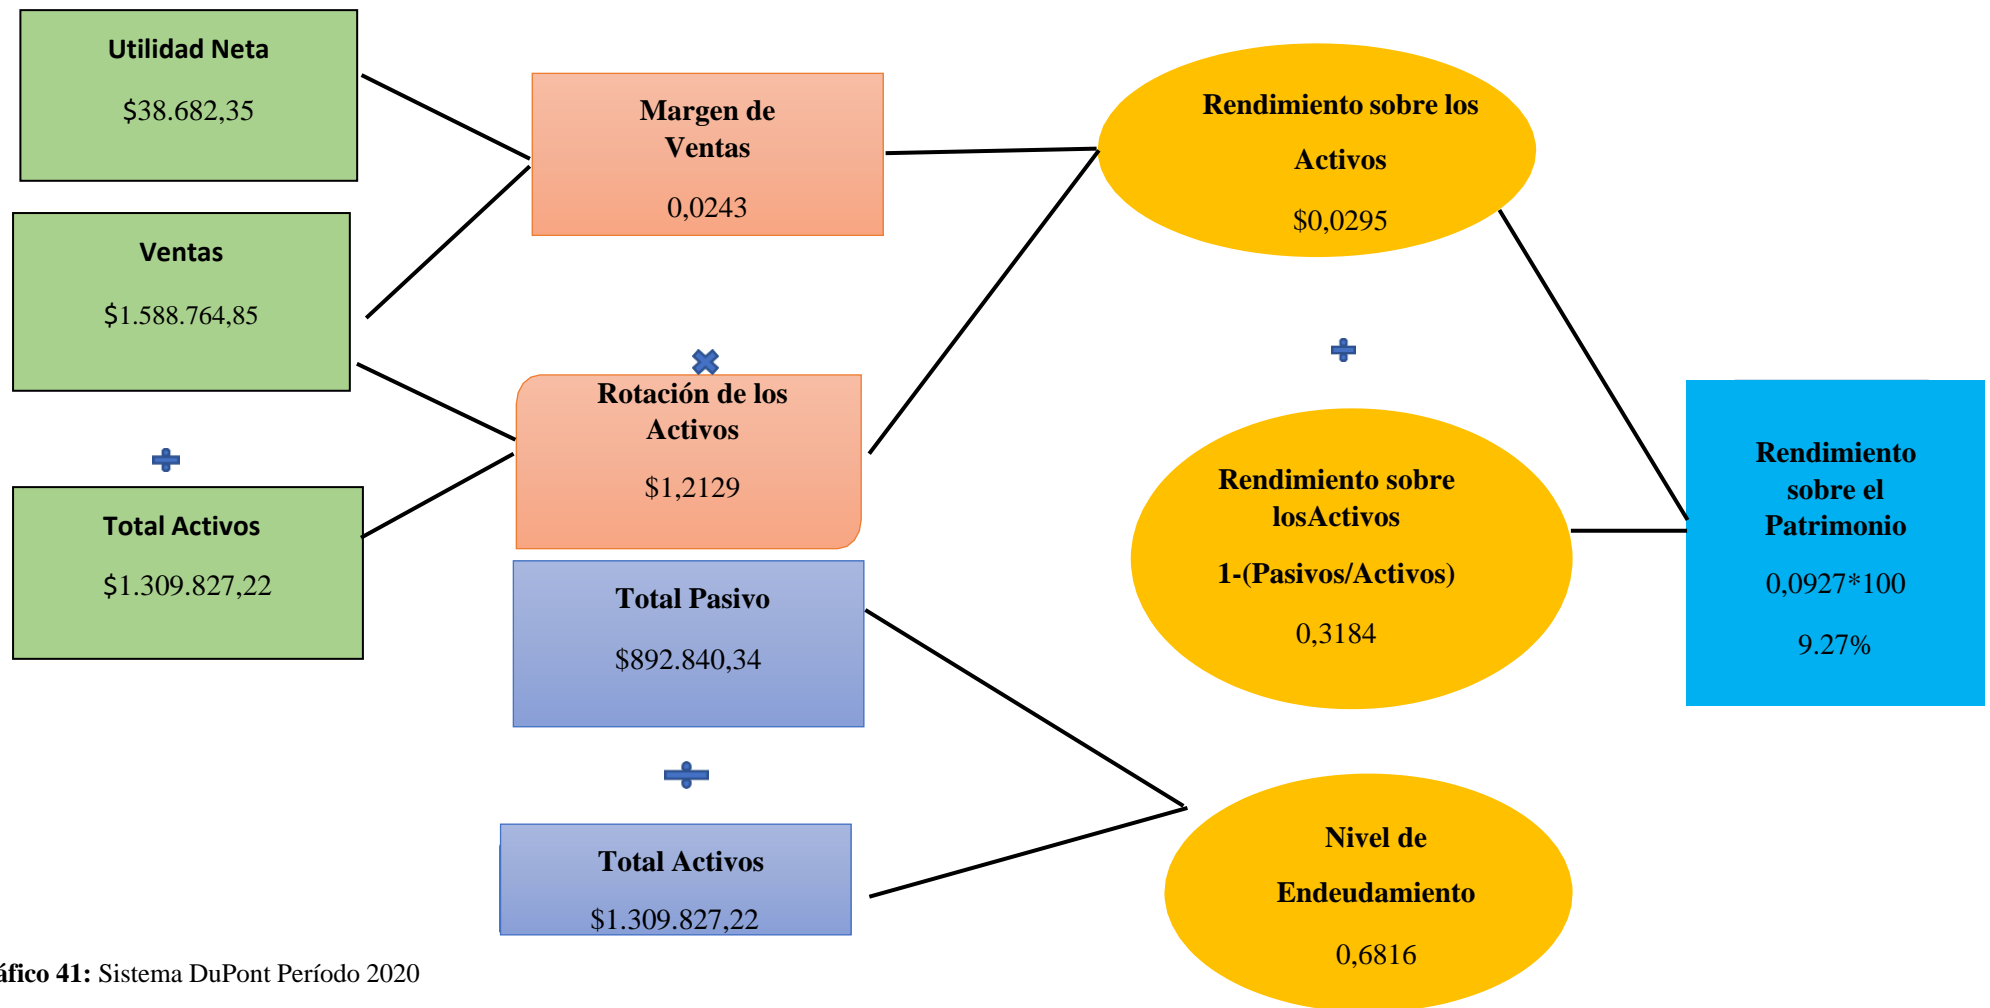 Utilidad Neta
$38.682,35
Ventas
$1.588.764,85
Total Activos
$1.309.827,22
Margen de
Ventas
0,0243
Rotación de los
Activos
$1,2129
Total Pasivo
$892.840,34
Total Activos
$1.309.827,22
Rendimiento sobre los
Activos
$0,0295
Rendimiento sobre
losActivos
1-(Pasivos/Activos)
0,3184
Nivel de
Endeudamiento
0,6816
Rendimiento
sobre el
Patrimonio
0,0927*100
9.27%
áfico 41: Sistema DuPont Período 2020